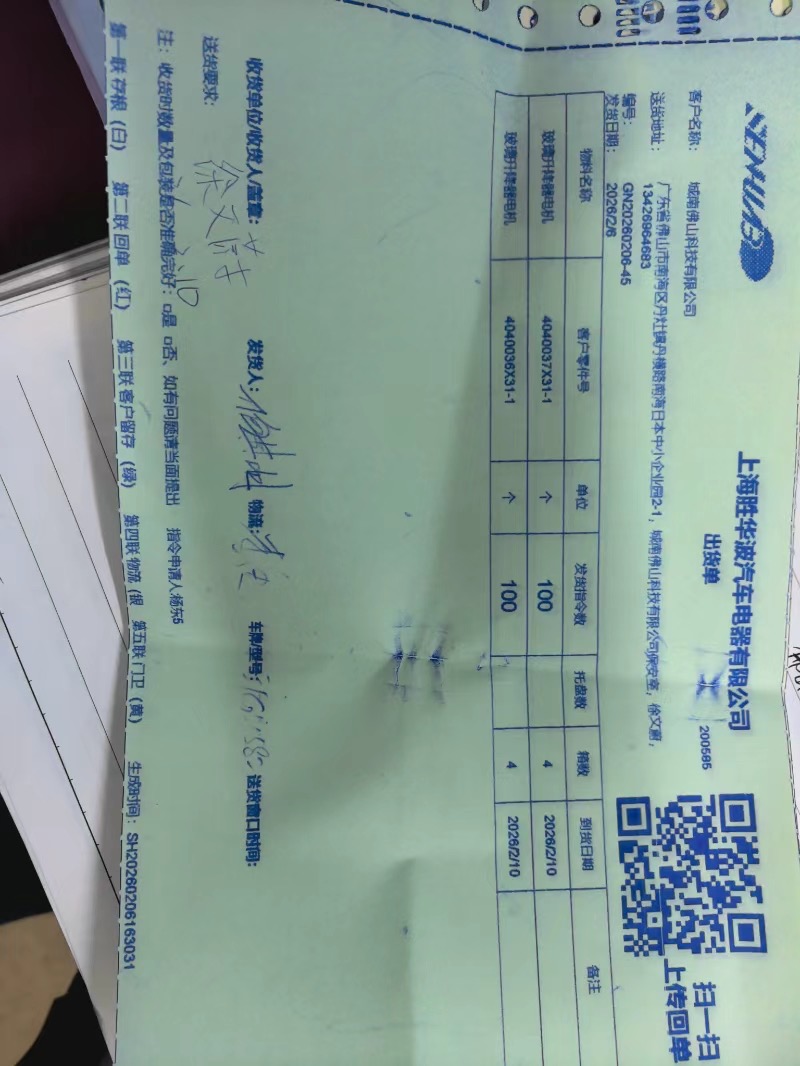 SENWAB
上海胜华波汽车电器有限公司
出货单
200585
扫一扫
上传回单
客户名称: 城南佛山科技有限公司
送货地址: 广东省佛山市南海区丹灶镇丹横路南海日本中小企业园2-1, 城南佛山科技有限公司保安室, 徐文惠,
13426964683
编号: GN20260206-45
发货日期: 2026/2/6
物料名称 客户零件号 单位 发货指令数 托盘数 箱数 到货日期 备注
玻璃升降器电机 4040037X31-1 个 100 4 2026/2/10
玻璃升降器电机 4040036X31-1 个 100 4 2026/2/10
收货单位/收货人/盖章: 发货人: 物流: 车牌/型号: 送货窗口时间:
送货要求:
注: 收货时数量及包装是否准确完好: □是 □否、如有问题请当面提出 指令申请人:杨东5
第一联 存根 (白) 第二联 回单 (红) 第三联 客户留存 (绿) 第四联 物流 (银 第五联 门卫 (黄) 生成时间: SH20260206163031